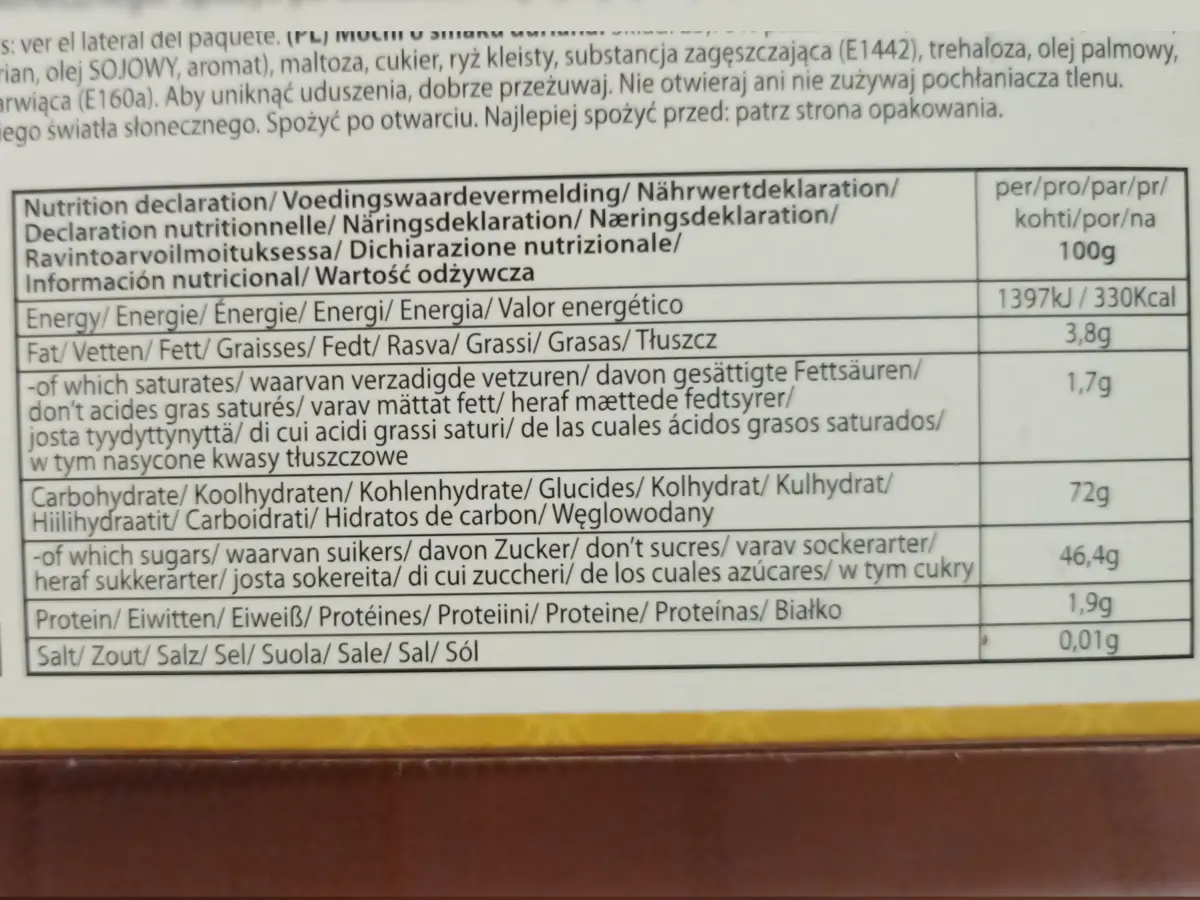 s: ver el lateral del paquete. (PL) Mochi o smaku duriana.
rian, olej SOJOWY, aromat), maltoza, cukier, ryż kleisty, substancja zagęszczająca (E1442), trehaloza, olej palmowy,
arwiąca (E160a). Aby uniknąć uduszenia, dobrze przeżuwaj. Nie otwieraj ani nie zużywaj pochłaniacza tlenu.
iego światła słonecznego. Spożyć po otwarciu. Najlepiej spożyć przed: patrz strona opakowania.
Nutrition declaration/ Voedingswaardevermelding/ Nährwertdeklaration/
Declaration nutritionnelle/ Näringsdeklaration/ Næringsdeklaration/
Ravintoarvoilmoituksessa/ Dichiarazione nutrizionale/
Información nutricional/ Wartość odżywcza
per/pro/par/pr/
kohti/por/na
100g
Energy/ Energie/ Énergie/ Energi/ Energia/ Valor energético
1397kJ / 330Kcal
Fat/ Vetten/ Fett/ Graisses/ Fedt/ Rasva/ Grassi/ Grasas/ Tłuszcz
3,8g
-of which saturates/ waarvan verzadigde vetzuren/ davon gesättigte Fettsäuren/
don't acides gras saturés/ varav mättat fett/ heraf mættede fedtsyrer/
josta tyydyttynyttä/ di cui acidi grassi saturi/ de las cuales ácidos grasos saturados/
w tym nasycone kwasy tłuszczowe
1,7g
Carbohydrate/ Koolhydraten/ Kohlenhydrate/ Glucides/ Kolhydrat/ Kulhydrat/
Hiilihydraatit/ Carboidrati/ Hidratos de carbon/ Węglowodany
72g
-of which sugars/ waarvan suikers/ davon Zucker/ don't sucres/ varav sockerarter/
heraf sukkerarter/ josta sokereita/ di cui zuccheri/ de los cuales azúcares/ w tym cukry
46,4g
Protein/ Eiwitten/ Eiweiß/ Protéines/ Proteiini/ Proteine/ Proteínas/ Białko
1,9g
Salt/ Zout/ Salz/ Sel/ Suola/ Sale/ Sal/ Sól
0,01g